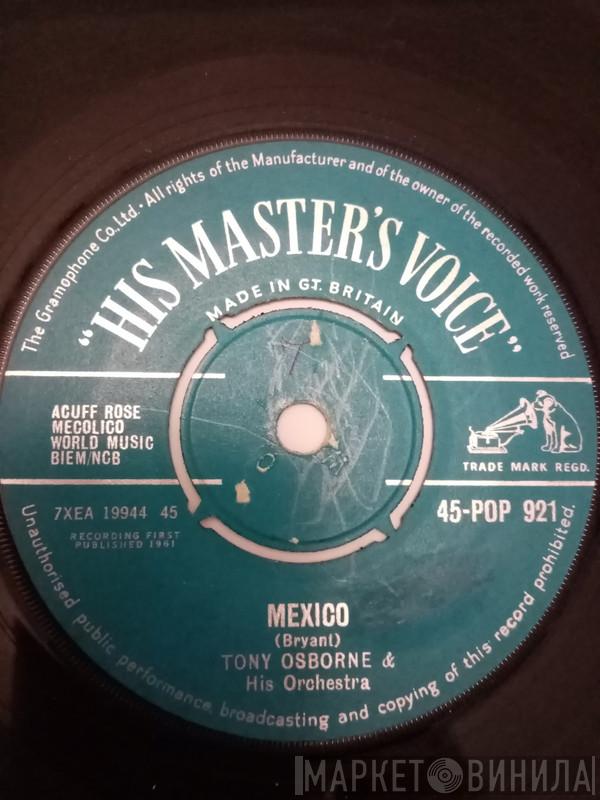 The Gramophone Co., Ltd. · All rights of the Manufacturer and of the owner of the recorded work reserved
"HIS MASTER'S VOICE"
MADE IN GT. BRITAIN
ACUFF ROSE
MECOLICO
WORLD MUSIC
BIEM/NCB
TRADE MARK REGD.
7XEA 19944 45
45-POP 921
RECORDING FIRST
PUBLISHED 1961
MEXICO
(Bryant)
TONY OSBORNE &
His Orchestra
Unauthorised public performance, broadcasting and copying of this record prohibited.
МАРКЕТ ВИНИЛА